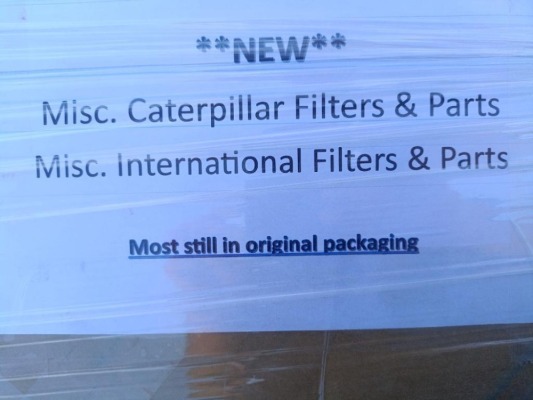 **NEW**
Misc. Caterpillar Filters & Parts
Misc. International Filters & Parts
Most still in original packaging